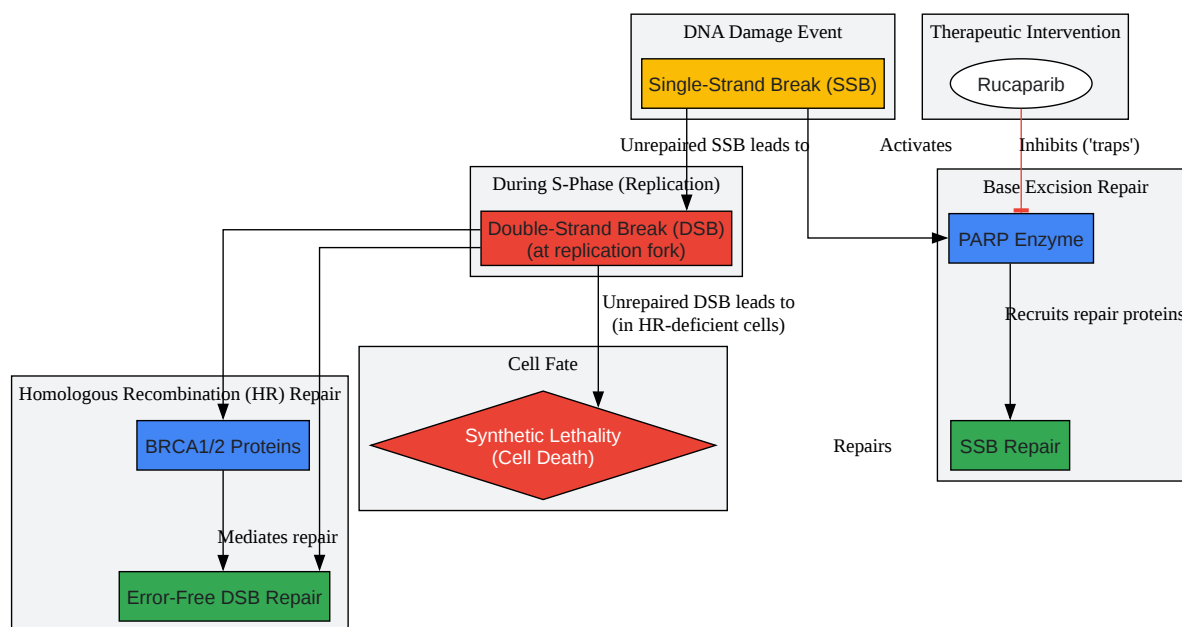 DNA Damage Event
Therapeutic Intervention
Single-Strand Break (SSB)
Rucaparib
Unrepaired SSB leads to
Activates
Inhibits ('traps')
During S-Phase (Replication)
Base Excision Repair
Double-Strand Break (DSB)
(at replication fork)
PARP Enzyme
Unrepaired DSB leads to
(in HR-deficient cells)
Recruits repair proteins
Cell Fate
Homologous Recombination (HR) Repair
BRCA1/2 Proteins
Synthetic Lethality
(Cell Death)
Repairs
SSB Repair
Mediates repair
Error-Free DSB Repair